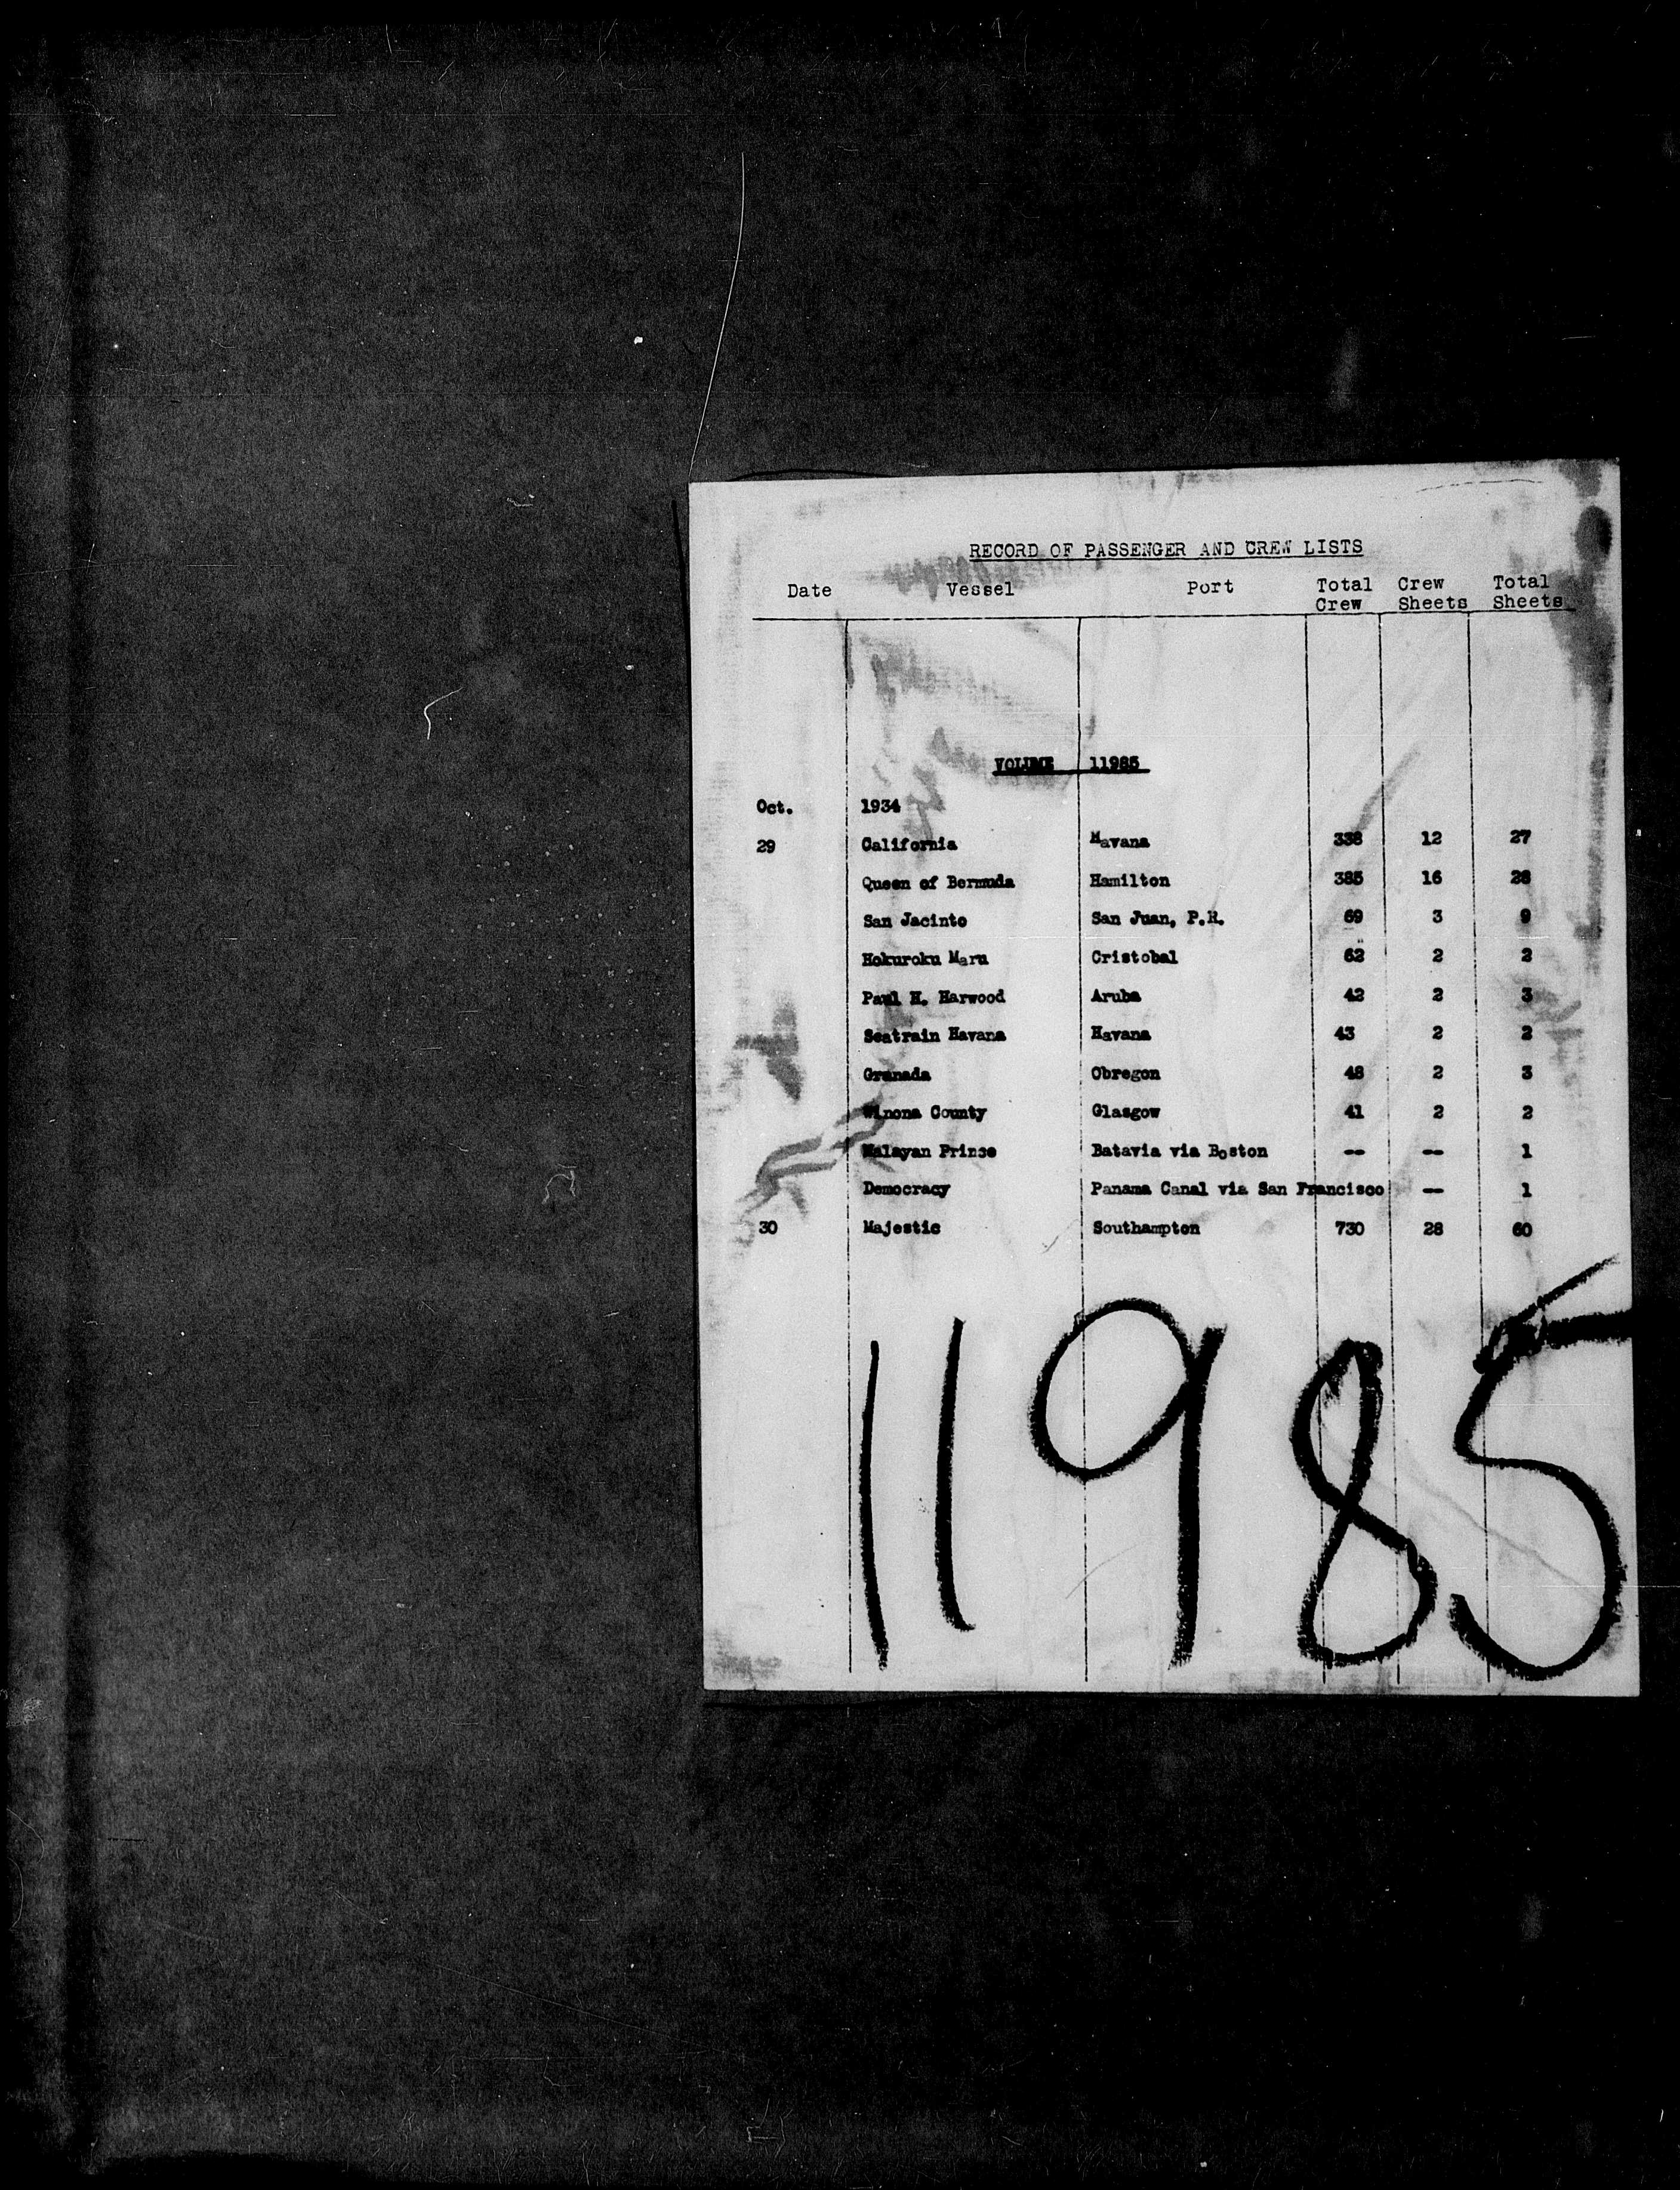 RECORD OF PASSENGER AND CREW LISTS
Date Vessel Port Total Crew Crew Sheets Total Sheets
VOLUME 11985
Oct. 1934
29 California Mavana 338 12 27
Queen of Bermuda Hamilton 385 16 28
San Jacinto San Juan, P.R. 69 3 9
Hokuroku Maru Cristobal 62 2 2
Paul H. Harwood Aruba 42 2 3
Seatrain Havana Havana 43 2 2
Granada Obregon 48 2 3
Winona County Glasgow 41 2 2
Malayan Prince Batavia via Boston -- -- 1
Democracy Panama Canal via San Francisco -- 1
30 Majestic Southampton 730 28 60
11985